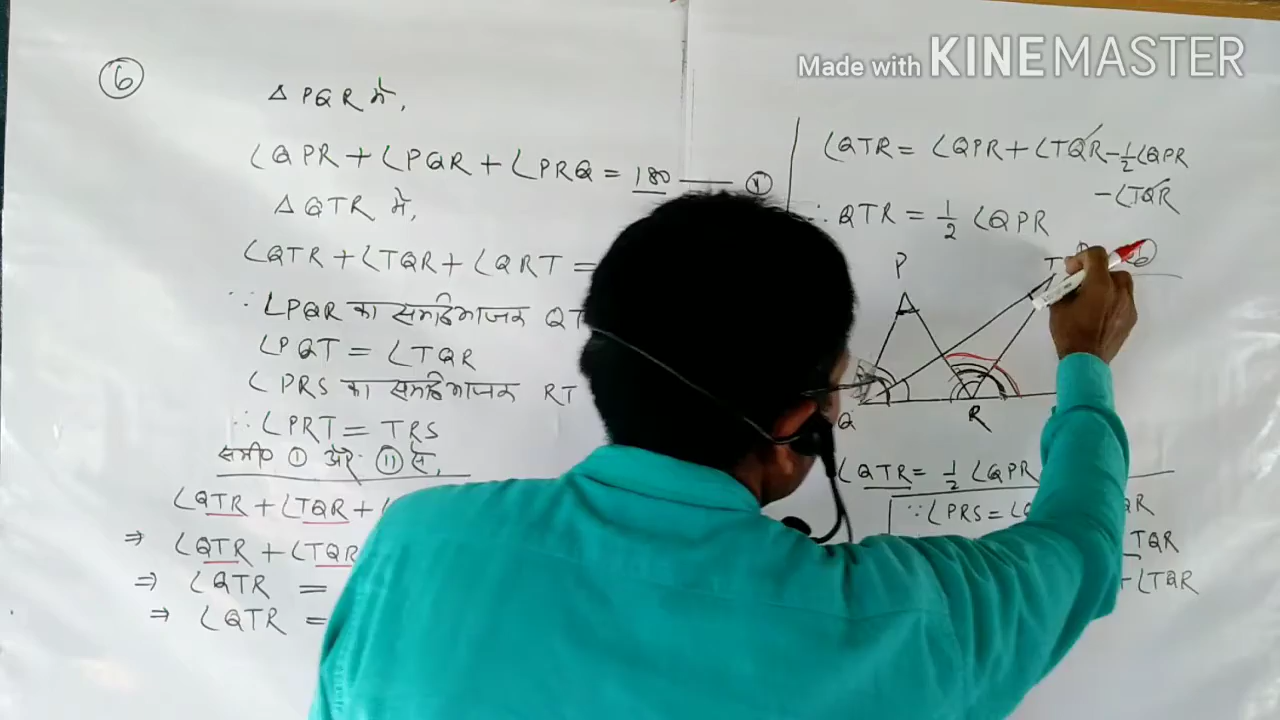 Made with KINEMASTER
6
Δ PQR में,
∠QPR + ∠PQR + ∠PRQ = 180
Δ QTR में,
∠QTR + ∠TQR + ∠QRT =
∵ ∠PQR का समद्विभाजक QT
∠PQT = ∠TQR
∠PRS का समद्विभाजक RT
∴ ∠PRT = TRS
समी० ① और ⑪ से,
∠QTR + ∠TQR +
⇒ ∠QTR + ∠TQR
⇒ ∠QTR =
⇒ ∠QTR =
∠QTR = ∠QPR + ∠TQR - 1/2 ∠QPR
- ∠TQR
∴ QTR = 1/2 ∠QPR
P
T
Q
R
∠QTR = 1/2 ∠QPR
∵ ∠PRS = ∠
QR
TQR
+ ∠TQR